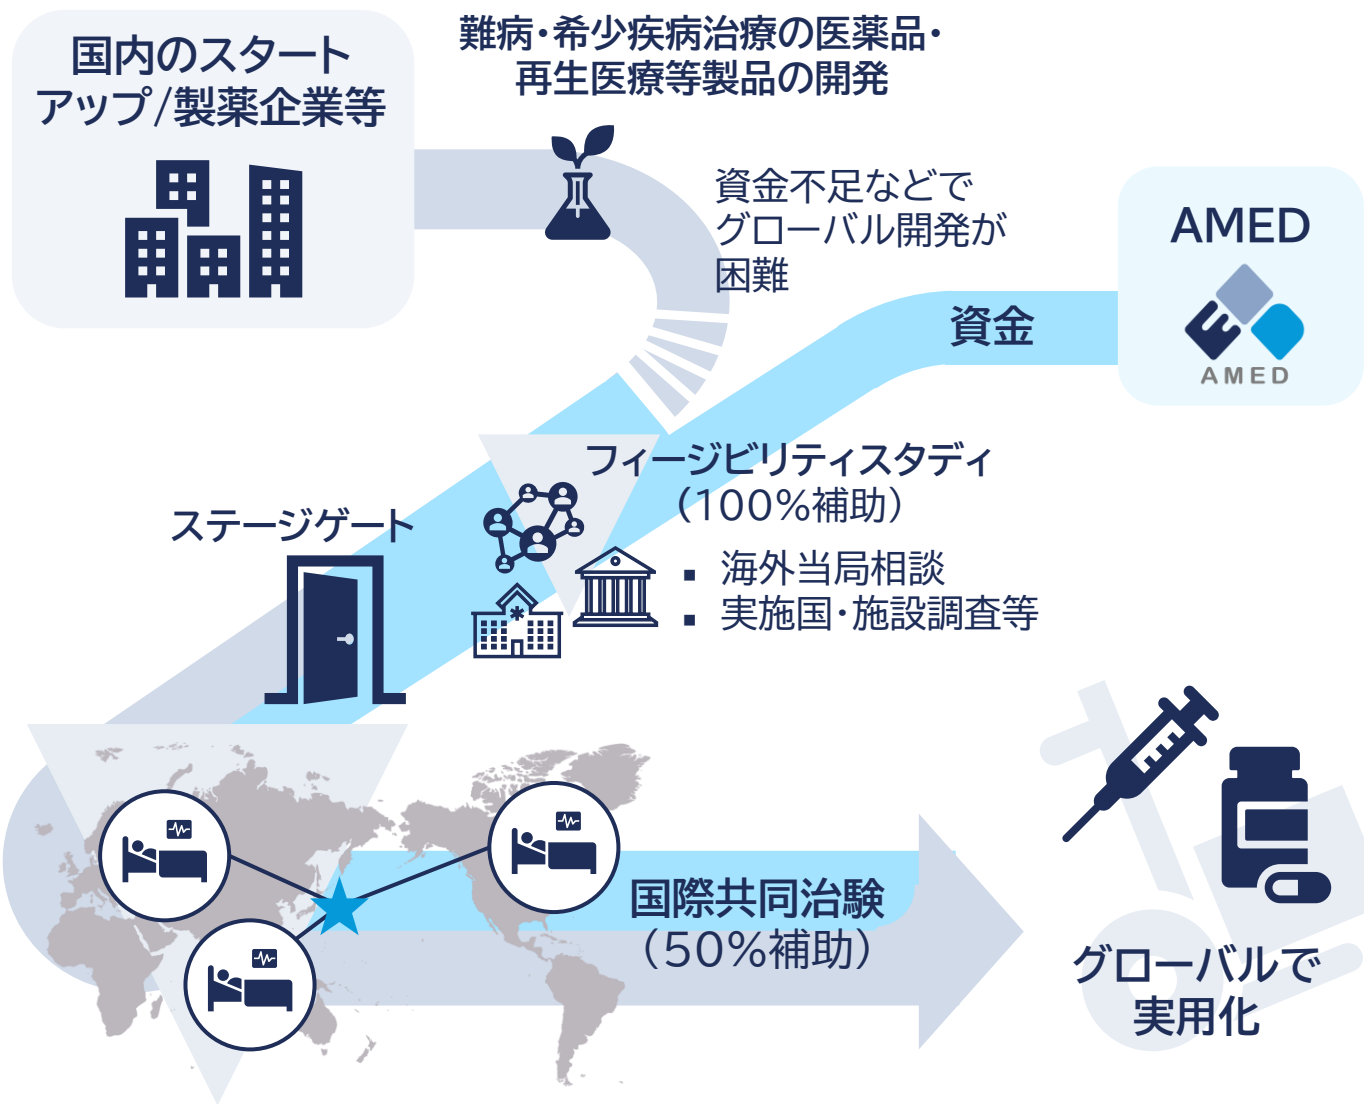 国内のスタート
アップ/製薬企業等
難病・希少疾病治療の医薬品・
再生医療等製品の開発
資金不足などで
グローバル開発が
困難
AMED
AMED
資金
フィージビリティスタディ
（100%補助）
▪ 海外当局相談
▪ 実施国・施設調査等
ステージゲート
国際共同治験
（50%補助）
グローバルで
実用化